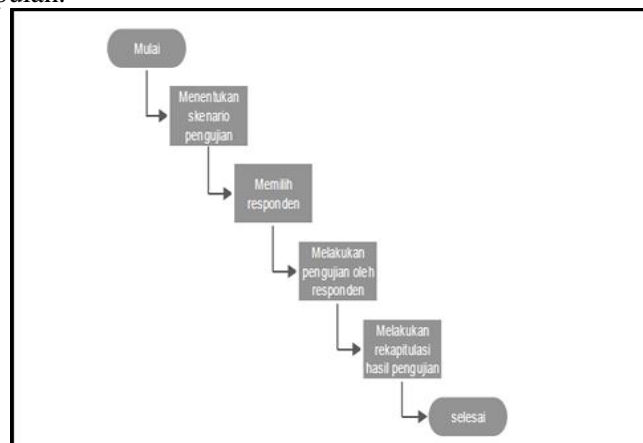 Mulai
Menentukan
skenario
pengujian
Memilih
responden
Melakukan
pengujian oleh
responden
Melakukan
rekapitulasi
hasil pengujian
selesai